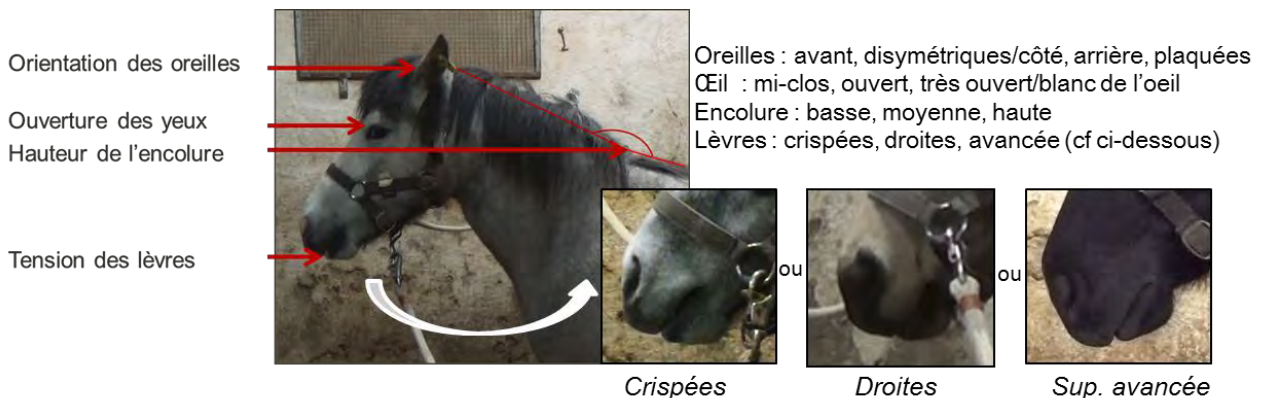 Orientation des oreilles
Ouverture des yeux
Hauteur de l'encolure
Tension des lèvres
Oreilles : avant, disymétriques/côté, arrière, plaquées
Œil : mi-clos, ouvert, très ouvert/blanc de l'oeil
Encolure : basse, moyenne, haute
Lèvres : crispées, droites, avancée (cf ci-dessous)
ou
ou
Crispées
Droites
Sup. avancée